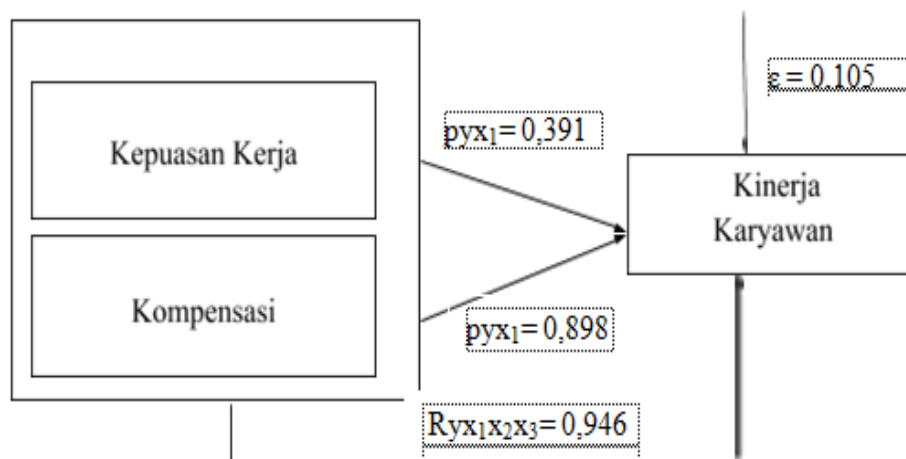 Kepuasan Kerja
Kompensasi
pyx₁= 0,391
pyx₁= 0,898
Ryx₁x₂x₃= 0,946
ε = 0,105
Kinerja
Karyawan